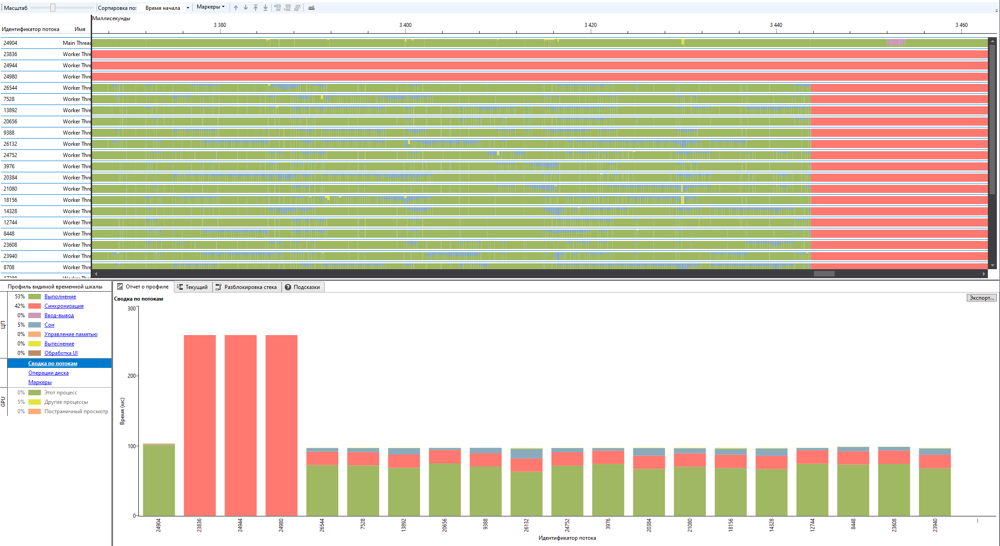 Масштаб
Сортировка по: Время начала
Маркеры
Миллисекунды
Идентификатор потока Имя
3 380 3 400 3 420 3 440 3 460
24904 Main Threac
23836 Worker Thre
24944 Worker Thre
24980 Worker Thre
26544 Worker Thre
7528 Worker Thre
13892 Worker Thre
20656 Worker Thre
9388 Worker Thre
26132 Worker Thre
24752 Worker Thre
3976 Worker Thre
20384 Worker Thre
21080 Worker Thre
18156 Worker Thre
14328 Worker Thre
12744 Worker Thre
8448 Worker Thre
23608 Worker Thre
23940 Worker Thre
8708 Worker Thre
Профиль видимой временной шкалы
ЦП
53% Выполнение
42% Синхронизация
0% Ввод-вывод
5% Сон
0% Управление памятью
0% Вытеснение
0% Обработка UI
Сводка по потокам
Операции диска
Маркеры
GPU
0% Этот процесс
5% Другие процессы
0% Постраничный просмотр
Отчет о профиле
Текущий
Разблокировка стека
Подсказки
Сводка по потокам
Экспорт...
300
200
100
0
Время (мс)
24904 23836 24944 24980 26544 7528 13892 20656 9388 26132 24752 3976 20384 21080 18156 14328 12744 8448 23608 23940 ...
Идентификатор потока